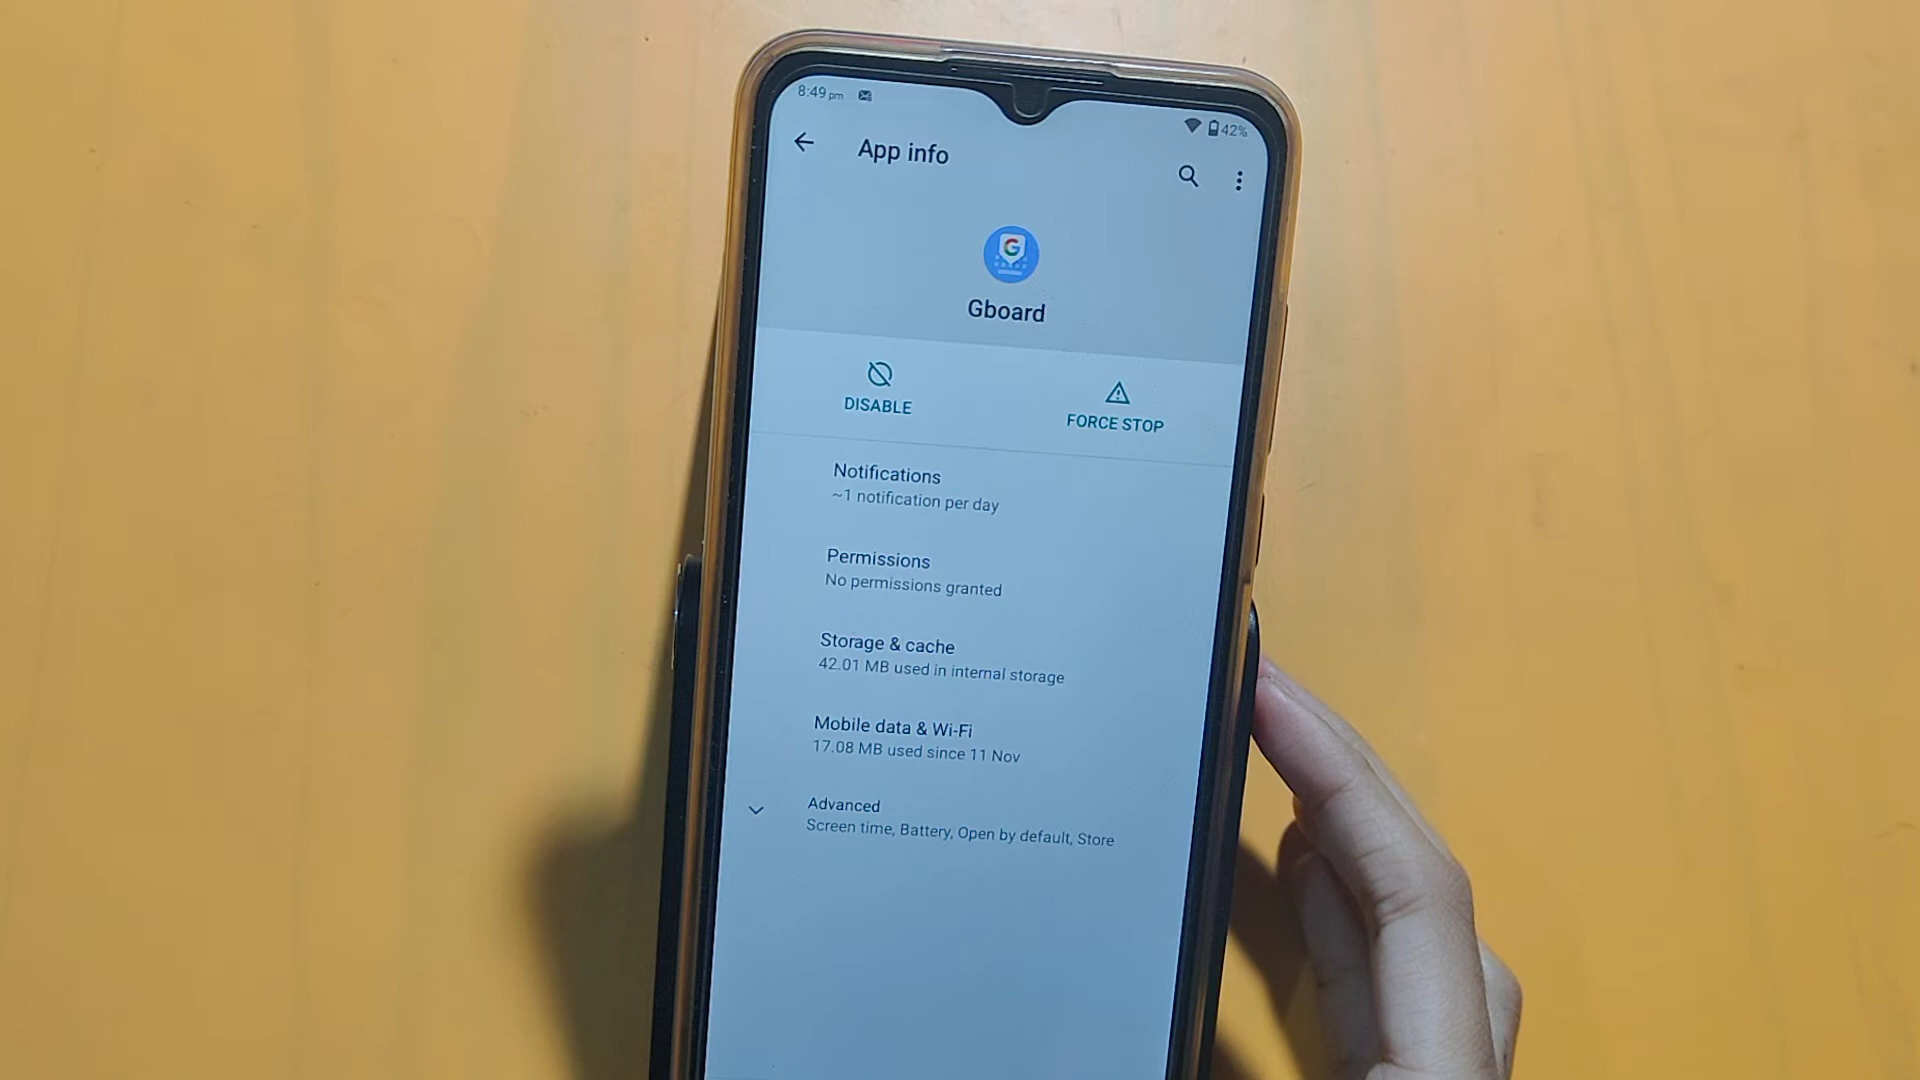 8:49 pm
42%
App info
G
Gboard
DISABLE
FORCE STOP
Notifications
~1 notification per day
Permissions
No permissions granted
Storage & cache
42.01 MB used in internal storage
Mobile data & Wi-Fi
17.08 MB used since 11 Nov
Advanced
Screen time, Battery, Open by default, Store